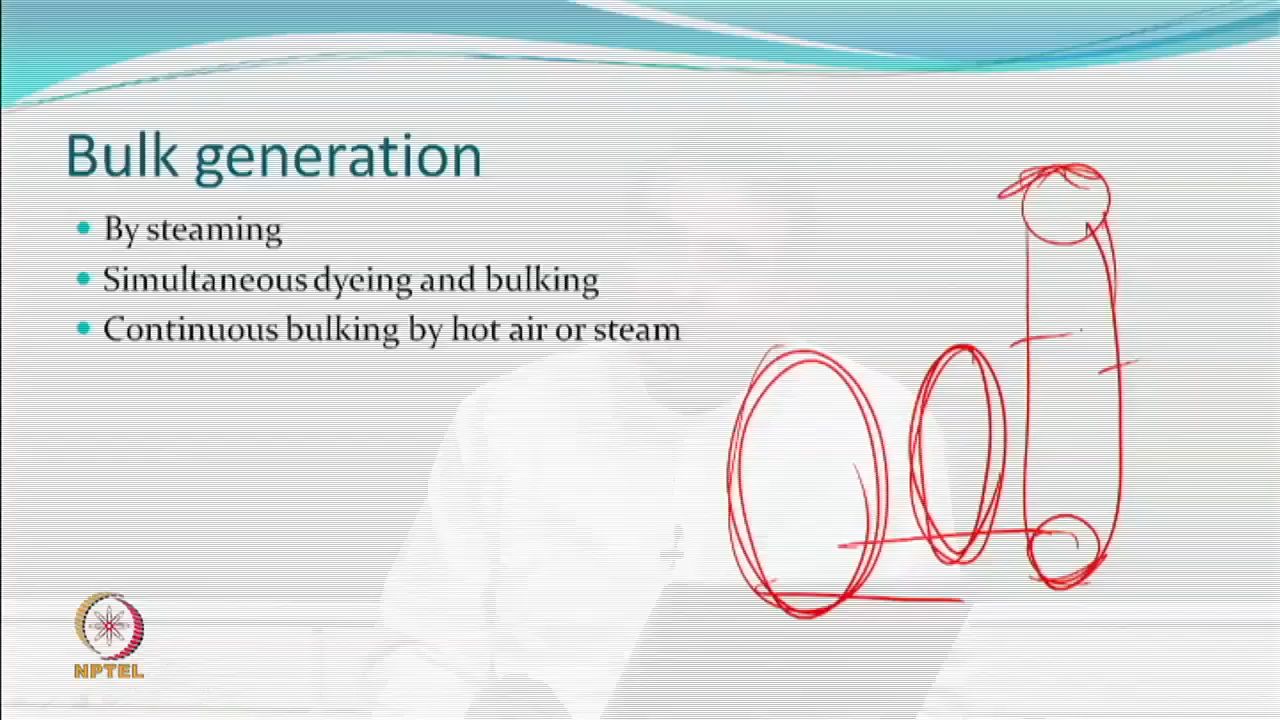 Bulk generation
By steaming
Simultaneous dyeing and bulking
Continuous bulking by hot air or steam
NPTEL